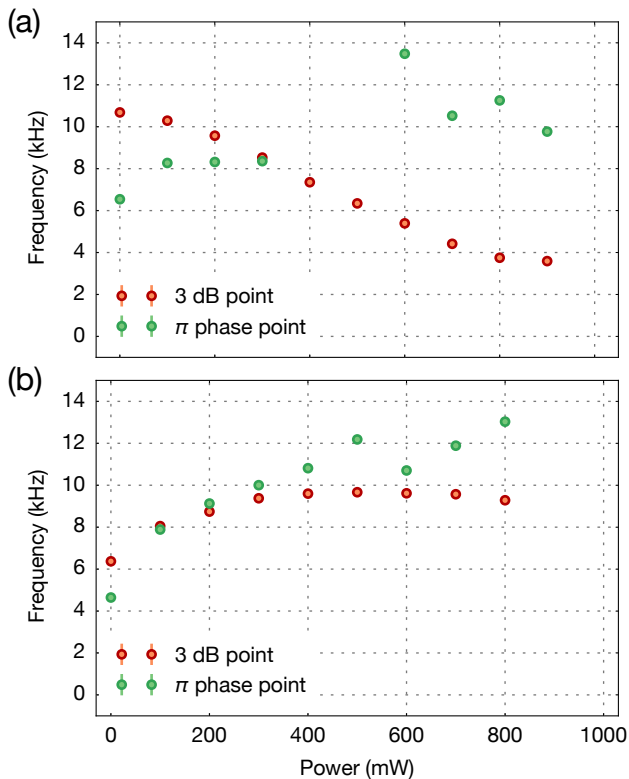 (a)
14
12
10
8
6
4
2
0
Frequency (kHz)
3 dB point
π phase point
(b)
14
12
10
8
6
4
2
0
Frequency (kHz)
3 dB point
π phase point
0 200 400 600 800 1000
Power (mW)